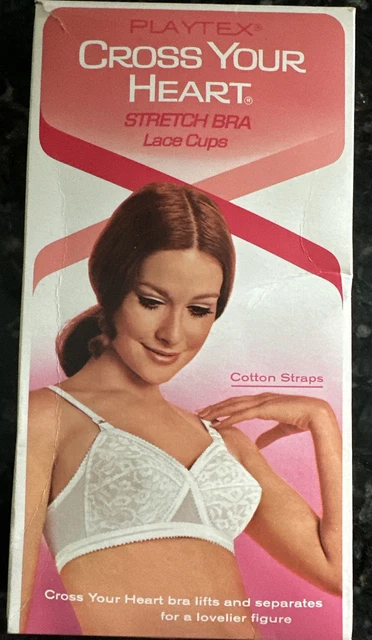 PLAYTEX®
CROSS YOUR
HEART®
STRETCH BRA
Lace Cups
Cotton Straps
Cross Your Heart bra lifts and separates
for a lovelier figure